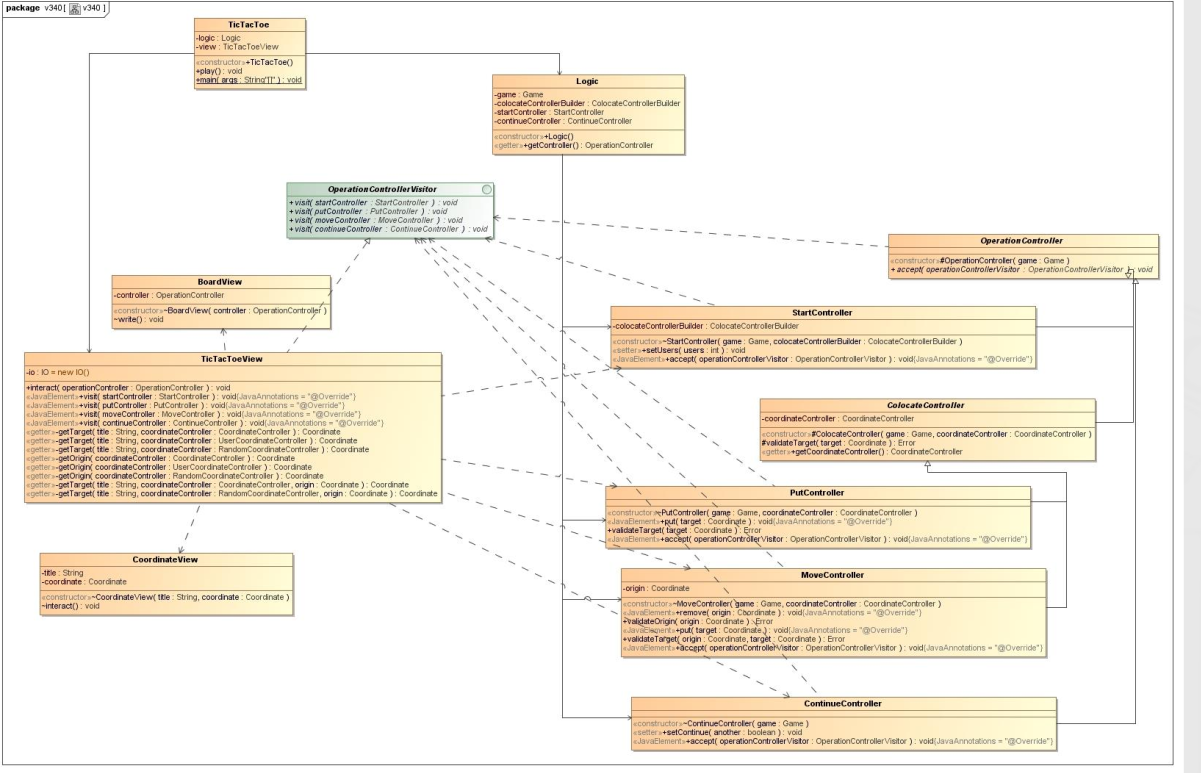 package v340 [ v340 ]
TicTacToe
-logic : Logic
-view : TicTacToeView
«constructor»+TicTacToe()
+play() : void
+main( args : String"[]" ) : void
Logic
-game : Game
-colocateControllerBuilder : ColocateControllerBuilder
-startController : StartController
-continueController : ContinueController
«constructor»+Logic()
«getter»+getController() : OperationController
OperationControllerVisitor
+visit( startController : StartController ) : void
+visit( putController : PutController ) : void
+visit( moveController : MoveController ) : void
+visit( continueController : ContinueController ) : void
OperationController
«constructor»#OperationController( game : Game )
+accept( operationControllerVisitor : OperationControllerVisitor ) : void
BoardView
-controller : OperationController
«constructor»~BoardView( controller : OperationController )
~write() : void
StartController
-colocateControllerBuilder : ColocateControllerBuilder
«constructor»~StartController( game : Game, colocateControllerBuilder : ColocateControllerBuilder )
«setter»+setUsers( users : int ) : void
«JavaElement»+accept( operationControllerVisitor : OperationControllerVisitor ) : void{JavaAnnotations = "@Override"}
TicTacToeView
-io : IO = new IO()
+interact( operationController : OperationController ) : void
«JavaElement»+visit( startController : StartController ) : void{JavaAnnotations = "@Override"}
«JavaElement»+visit( putController : PutController ) : void{JavaAnnotations = "@Override"}
«JavaElement»+visit( moveController : MoveController ) : void{JavaAnnotations = "@Override"}
«JavaElement»+visit( continueController : ContinueController ) : void{JavaAnnotations = "@Override"}
«getter»-getTarget( title : String, coordinateController : CoordinateController ) : Coordinate
«getter»-getTarget( title : String, coordinateController : UserCoordinateController ) : Coordinate
«getter»-getTarget( title : String, coordinateController : RandomCoordinateController ) : Coordinate
«getter»-getOrigin( coordinateController : CoordinateController ) : Coordinate
«getter»-getOrigin( coordinateController : UserCoordinateController ) : Coordinate
«getter»-getOrigin( coordinateController : RandomCoordinateController ) : Coordinate
«getter»-getTarget( title : String, coordinateController : CoordinateController, origin : Coordinate ) : Coordinate
«getter»-getTarget( title : String, coordinateController : RandomCoordinateController, origin : Coordinate ) : Coordinate
ColocateController
-coordinateController : CoordinateController
«constructor»#ColocateController( game : Game, coordinateController : CoordinateController )
#validateTarget( target : Coordinate ) : Error
«getter»+getCoordinateController() : CoordinateController
PutController
«constructor»~PutController( game : Game, coordinateController : CoordinateController )
«JavaElement»+put( target : Coordinate ) : void{JavaAnnotations = "@Override"}
+validateTarget( target : Coordinate ) : Error
«JavaElement»+accept( operationControllerVisitor : OperationControllerVisitor ) : void{JavaAnnotations = "@Override"}
CoordinateView
-title : String
-coordinate : Coordinate
«constructor»~CoordinateView( title : String, coordinate : Coordinate )
~interact() : void
MoveController
-origin : Coordinate
«constructor»~MoveController( game : Game, coordinateController : CoordinateController )
«JavaElement»+remove( origin : Coordinate ) : void{JavaAnnotations = "@Override"}
+validateOrigin( origin : Coordinate ) : Error
«JavaElement»+put( target : Coordinate ) : void{JavaAnnotations = "@Override"}
+validateTarget( origin : Coordinate, target : Coordinate ) : Error
«JavaElement»+accept( operationControllerVisitor : OperationControllerVisitor ) : void{JavaAnnotations = "@Override"}
ContinueController
«constructor»~ContinueController( game : Game )
«setter»+setContinue( another : boolean ) : void
«JavaElement»+accept( operationControllerVisitor : OperationControllerVisitor ) : void{JavaAnnotations = "@Override"}